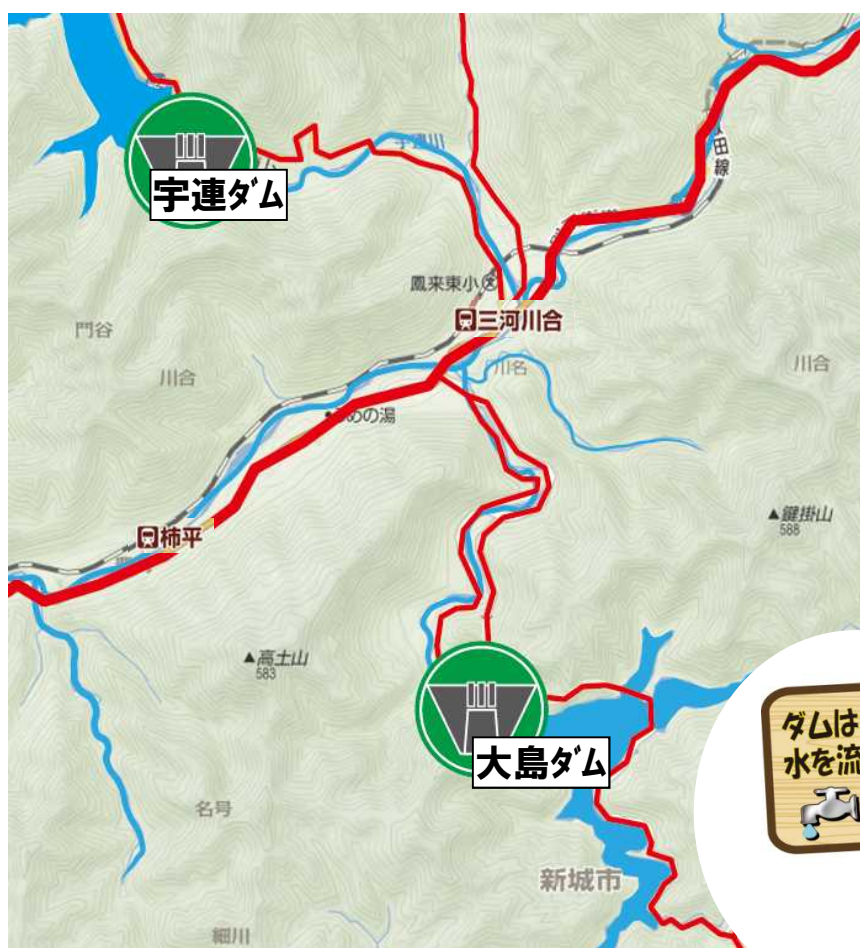 宇連川
宇連ダム
田線
鳳来東小
三河川合
門谷
川合
川名
川合
めの湯
柿平
鍵掛山
588
高土山
583
大島ダム
ダムは
水を流
名号
新城市
細川